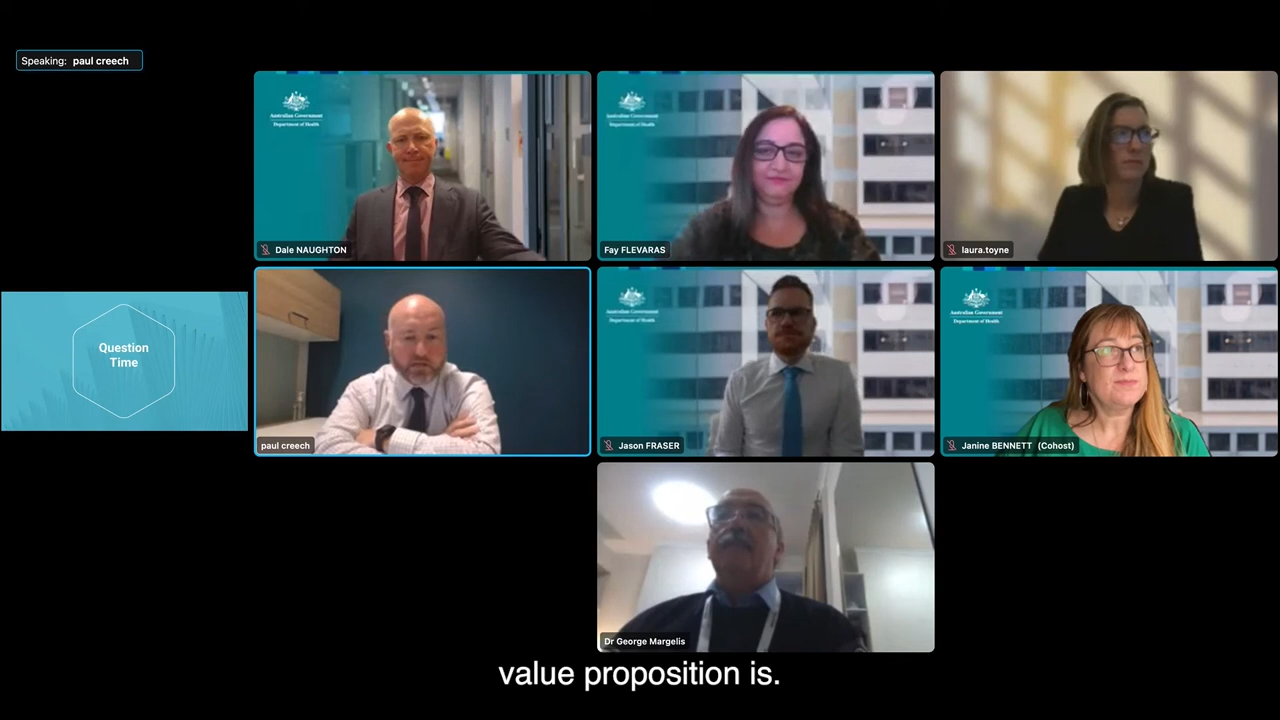 Speaking: paul creech
Australian Government
Department of Health
Dale NAUGHTON
Australian Government
Department of Health
Fay FLEVARAS
laura.toyne
Question
Time
paul creech
Australian Government
Department of Health
Jason FRASER
Australian Government
Department of Health
Janine BENNETT (Cohost)
Dr George Margelis
value proposition is.